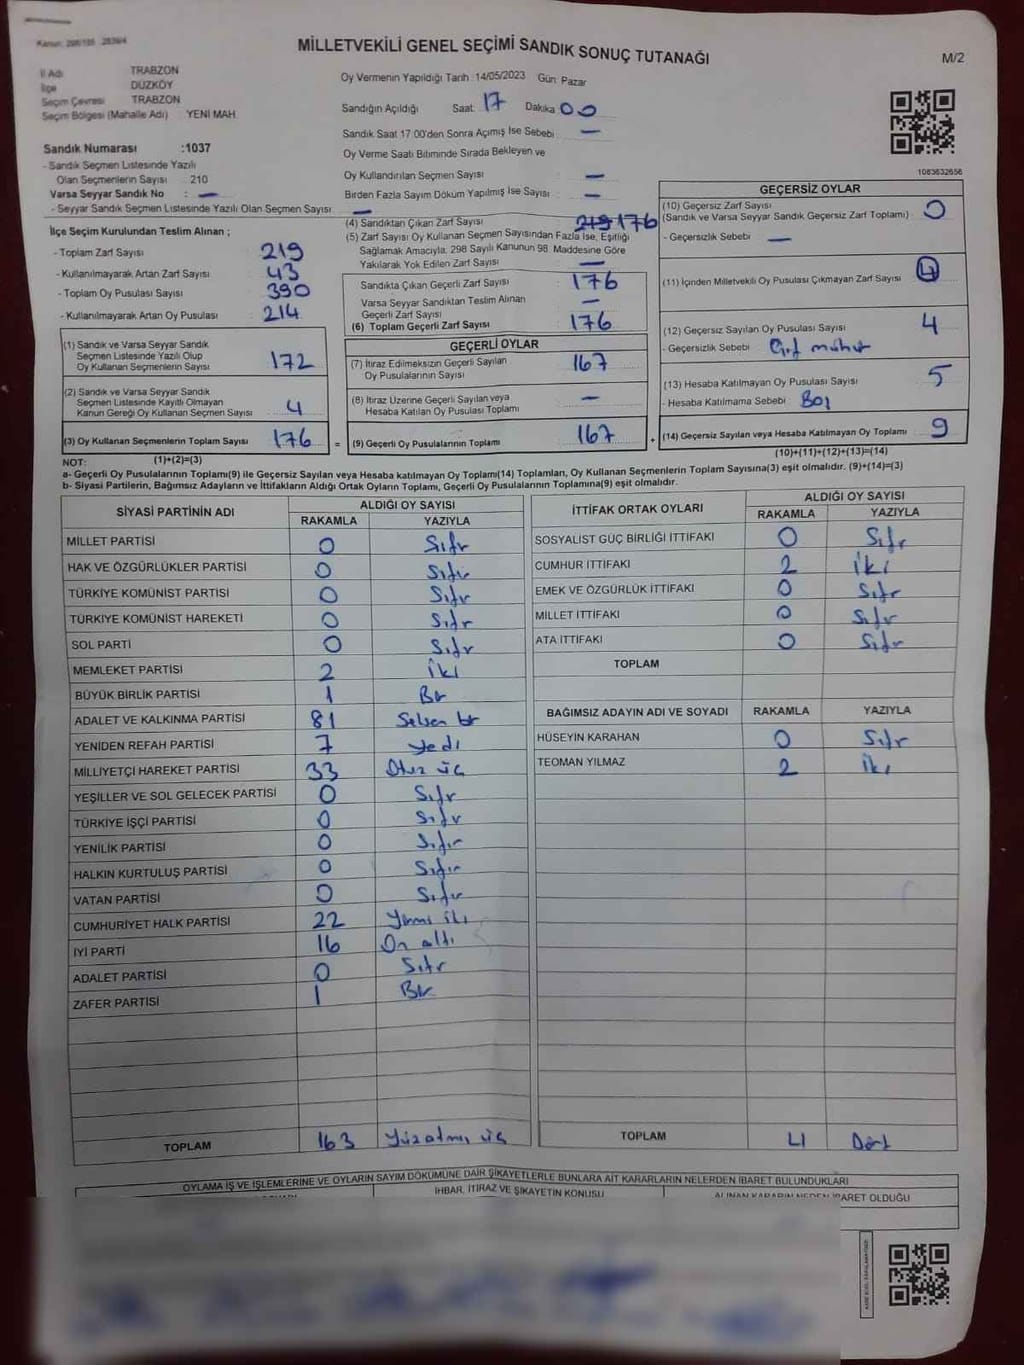 Kanun: 298/105 2839/4
MİLLETVEKİLİ GENEL SEÇİMİ SANDIK SONUÇ TUTANAĞI
M/2
İl Adı TRABZON
İlçe DÜZKÖY
Seçim Çevresi TRABZON
Seçim Bölgesi (Mahalle Adı) YENİ MAH.
Sandık Numarası :1037
- Sandık Seçmen Listesinde Yazılı
Olan Seçmenlerin Sayısı 210
Varsa Seyyar Sandık No : —
- Seyyar Sandık Seçmen Listesinde Yazılı Olan Seçmen Sayısı —
İlçe Seçim Kurulundan Teslim Alınan ;
- Toplam Zarf Sayısı : 219
- Kullanılmayarak Artan Zarf Sayısı : 43
- Toplam Oy Pusulası Sayısı : 390
- Kullanılmayarak Artan Oy Pusulası : 214
Oy Vermenin Yapıldığı Tarih :14/05/2023 Gün: Pazar
Sandığın Açıldığı Saat: 17 Dakika 00
Sandık Saat 17:00'den Sonra Açımış İse Sebebi : —
Oy Verme Saati Bitiminde Sırada Bekleyen ve
Oy Kullandırılan Seçmen Sayısı : —
Birden Fazla Sayım Döküm Yapılmış İse Sayısı : —
(4) Sandıktan Çıkan Zarf Sayısı 219 176
(5) Zarf Sayısı Oy Kullanan Seçmen Sayısından Fazla İse, Eşitliği
Sağlamak Amacıyla, 298 Sayılı Kanunun 98. Maddesine Göre
Yakılarak Yok Edilen Zarf Sayısı : —
Sandıkta Çıkan Geçerli Zarf Sayısı : 176
Varsa Seyyar Sandıktan Teslim Alınan
Geçerli Zarf Sayısı : —
(6) Toplam Geçerli Zarf Sayısı : 176
1083632656
GEÇERSİZ OYLAR
(10) Geçersiz Zarf Sayısı
(Sandık ve Varsa Seyyar Sandık Geçersiz Zarf Toplamı) : 0
- Geçersizlik Sebebi : —
(11) İçinden Milletvekili Oy Pusulası Çıkmayan Zarf Sayısı :
(12) Geçersiz Sayılan Oy Pusulası Sayısı : 4
- Geçersizlik Sebebi : mühür
(13) Hesaba Katılmayan Oy Pusulası Sayısı : 5
- Hesaba Katılmama Sebebi : Boş
(14) Geçersiz Sayılan veya Hesaba Katılmayan Oy Toplamı : 9
(10)+(11)+(12)+(13)=(14)
(1) Sandık ve Varsa Seyyar Sandık
Seçmen Listesinde Yazılı Olup
Oy Kullanan Seçmenlerin Sayısı : 172
(2) Sandık ve Varsa Seyyar Sandık
Seçmen Listesinde Kayıtlı Olmayan
Kanun Gereği Oy Kullanan Seçmen Sayısı : 4
(3) Oy Kullanan Seçmenlerin Toplam Sayısı : 176
(1)+(2)=(3)
GEÇERLİ OYLAR
(7) İtiraz Edilmeksizin Geçerli Sayılan
Oy Pusulalarının Sayısı : 167
(8) İtiraz Üzerine Geçerli Sayılan veya
Hesaba Katılan Oy Pusulası Toplamı : —
= (9) Geçerli Oy Pusulalarının Toplamı : 167 +
NOT:
a- Geçerli Oy Pusulalarının Toplamı(9) ile Geçersiz Sayılan veya Hesaba katılmayan Oy Toplamı(14) Toplamları, Oy Kullanan Seçmenlerin Toplam Sayısına(3) eşit olmalıdır. (9)+(14)=(3)
b- Siyasi Partilerin, Bağımsız Adayların ve İttifakların Aldığı Ortak Oyların Toplamı, Geçerli Oy Pusulalarının Toplamına(9) eşit olmalıdır.
SİYASİ PARTİNİN ADI ALDIĞI OY SAYISI
RAKAMLA YAZIYLA
MİLLET PARTİSİ 0 Sıfır
HAK VE ÖZGÜRLÜKLER PARTİSİ 0 Sıfır
TÜRKİYE KOMÜNİST PARTİSİ 0 Sıfır
TÜRKİYE KOMÜNİST HAREKETİ 0 Sıfır
SOL PARTİ 0 Sıfır
MEMLEKET PARTİSİ 2 iki
BÜYÜK BİRLİK PARTİSİ 1 Bir
ADALET VE KALKINMA PARTİSİ 81 Seksen bir
YENİDEN REFAH PARTİSİ 7 yedi
MİLLİYETÇİ HAREKET PARTİSİ 33 Otuz üç
YEŞİLLER VE SOL GELECEK PARTİSİ 0 Sıfır
TÜRKİYE İŞÇİ PARTİSİ 0 Sıfır
YENİLİK PARTİSİ 0 Sıfır
HALKIN KURTULUŞ PARTİSİ 0 Sıfır
VATAN PARTİSİ 0 Sıfır
CUMHURİYET HALK PARTİSİ 22 Yirmi iki
İYİ PARTİ 16 On altı
ADALET PARTİSİ 0 Sıfır
ZAFER PARTİSİ 1 Bir
TOPLAM 163 Yüzatmış üç
İTTİFAK ORTAK OYLARI ALDIĞI OY SAYISI
RAKAMLA YAZIYLA
SOSYALİST GÜÇ BİRLİĞİ İTTİFAKI 0 Sıfır
CUMHUR İTTİFAKI 2 iki
EMEK VE ÖZGÜRLÜK İTTİFAKI 0 Sıfır
MİLLET İTTİFAKI 0 Sıfır
ATA İTTİFAKI 0 Sıfır
TOPLAM
BAĞIMSIZ ADAYIN ADI VE SOYADI RAKAMLA YAZIYLA
HÜSEYİN KARAHAN 0 Sıfır
TEOMAN YILMAZ 2 iki
TOPLAM 4 Dört
OYLAMA İŞ VE İŞLEMLERİNE VE OYLARIN SAYIM DÖKÜMÜNE DAİR ŞİKAYETLERLE BUNLARA AİT KARARLARIN NELERDEN İBARET BULUNDUKLARI
İHBAR, İTİRAZ VE ŞİKAYETİN KONUSU ALINAN KARARIN NEDEN İBARET OLDUĞU